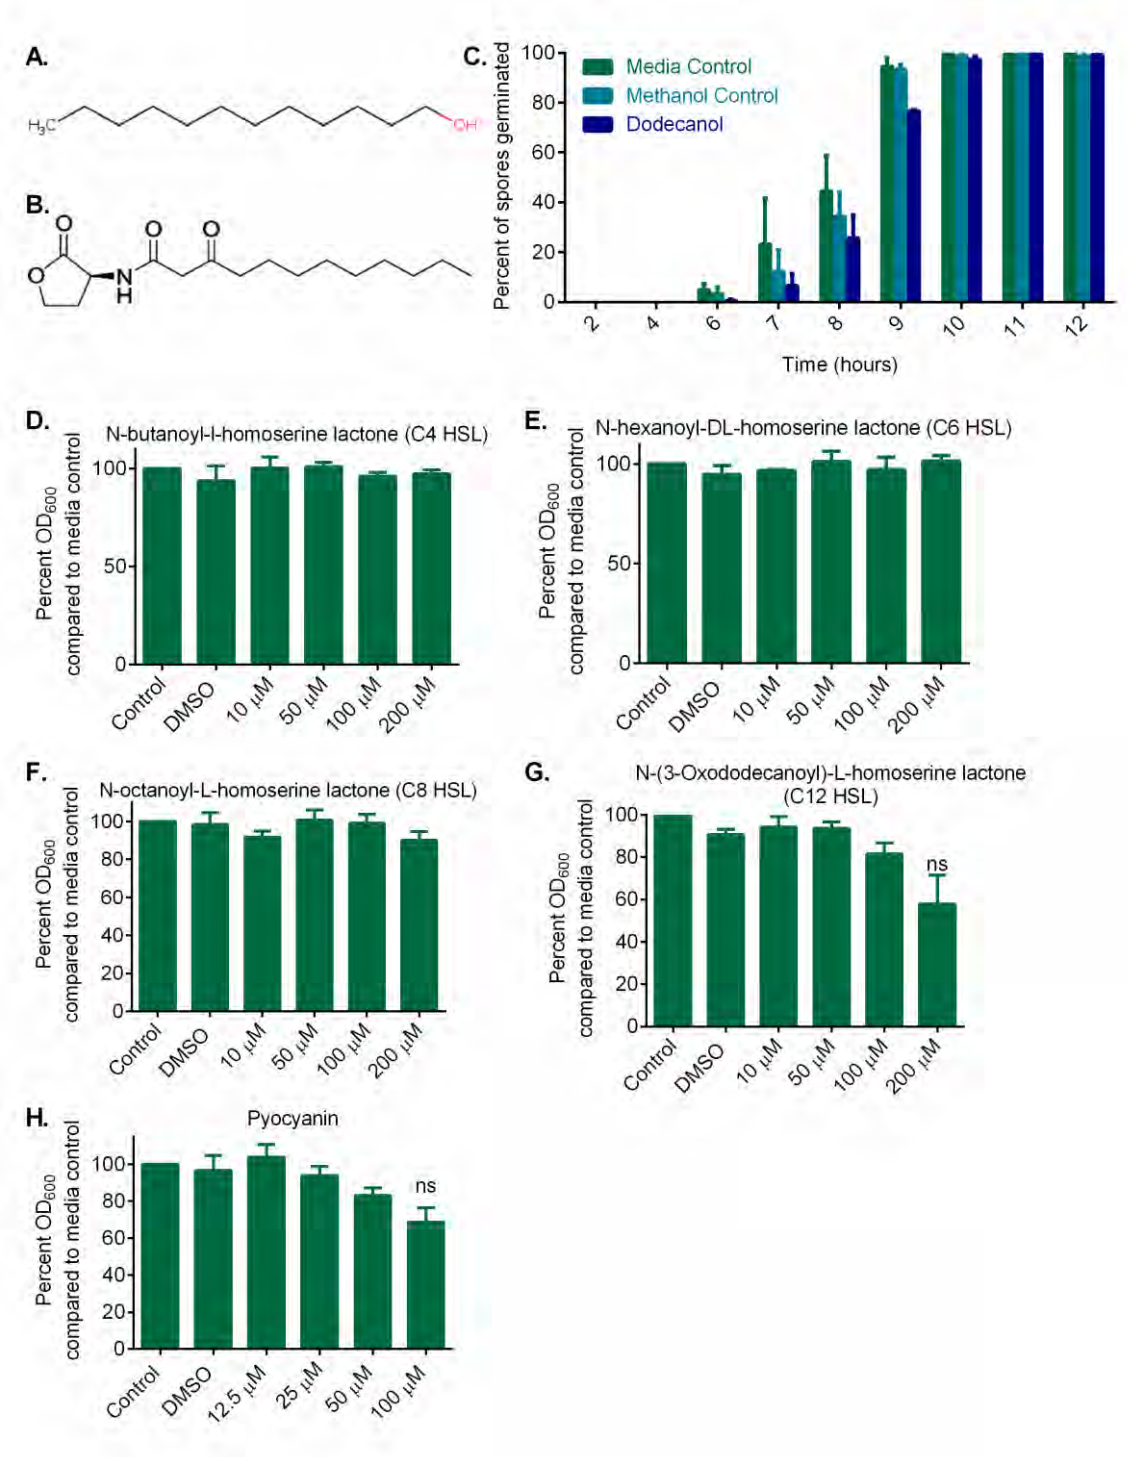 A.
H₃C
OH
B.
O
O
O
O
N
H
C.
Percent of spores germinated
100
80
60
40
20
0
Media Control
Methanol Control
Dodecanol
2 4 6 7 8 9 10 11 12
Time (hours)
D.
N-butanoyl-l-homoserine lactone (C4 HSL)
Percent OD₆₀₀
compared to media control
100
50
0
Control DMSO 10 µM 50 µM 100 µM 200 µM
E.
N-hexanoyl-DL-homoserine lactone (C6 HSL)
Percent OD₆₀₀
compared to media control
100
50
0
Control DMSO 10 µM 50 µM 100 µM 200 µM
F.
N-octanoyl-L-homoserine lactone (C8 HSL)
Percent OD₆₀₀
compared to media control
100
80
60
40
20
0
Control DMSO 10 µM 50 µM 100 µM 200 µM
G.
N-(3-Oxododecanoyl)-L-homoserine lactone
(C12 HSL)
Percent OD₆₀₀
compared to media control
100
80
60
40
20
0
ns
Control DMSO 10 µM 50 µM 100 µM 200 µM
H.
Pyocyanin
Percent OD₆₀₀
compared to media control
100
80
60
40
20
0
ns
Control DMSO 12.5 µM 25 µM 50 µM 100 µM